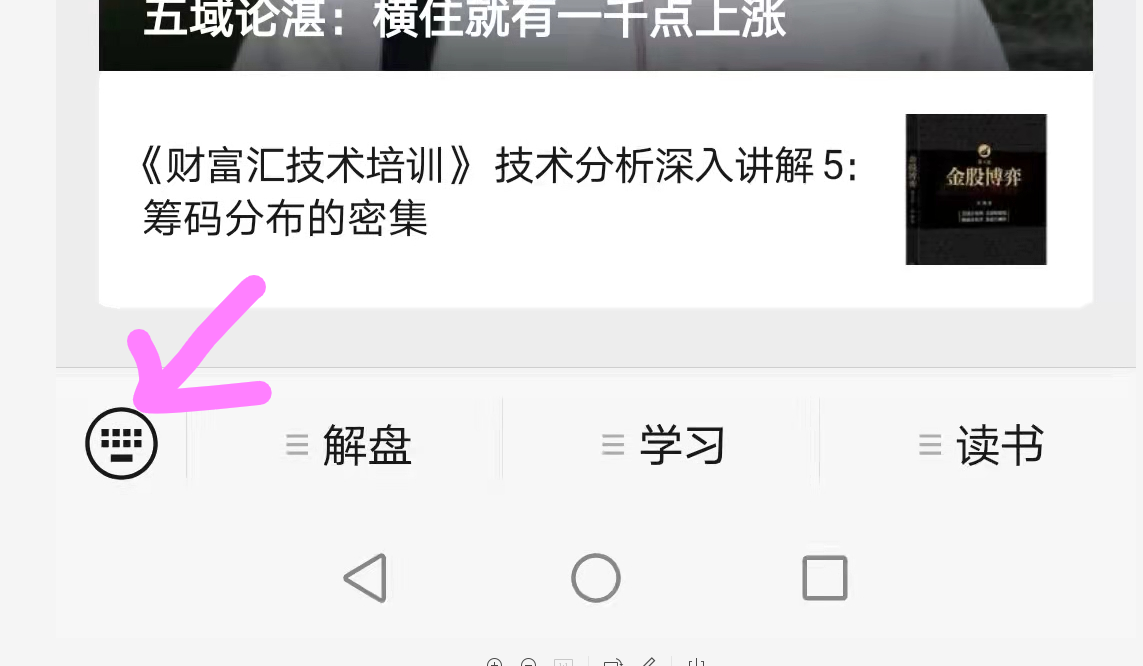 五域论湛：横住就有一千点上涨
《财富汇技术培训》技术分析深入讲解5：
筹码分布的密集
金股博弈
解盘
学习
读书